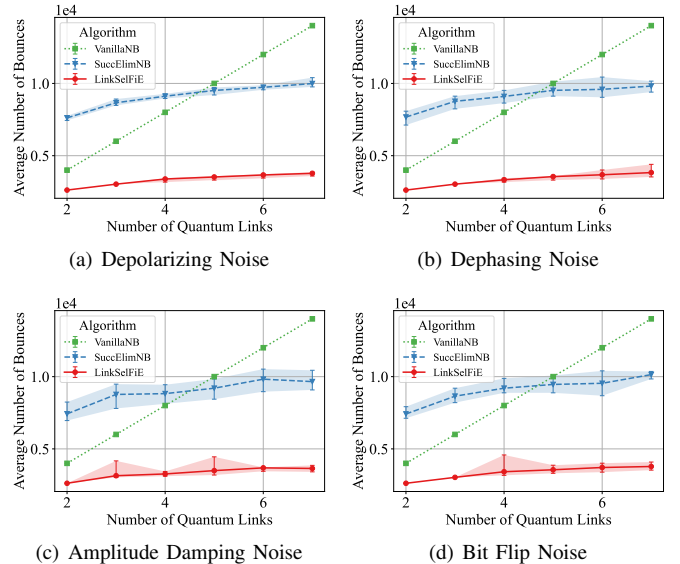 1e4
Average Number of Bounces
Algorithm
VanillaNB
SuccElimNB
LinkSelFiE
1.0
0.5
2 4 6
Number of Quantum Links
(a) Depolarizing Noise
1e4
Average Number of Bounces
Algorithm
VanillaNB
SuccElimNB
LinkSelFiE
1.0
0.5
2 4 6
Number of Quantum Links
(b) Dephasing Noise
1e4
Average Number of Bounces
Algorithm
VanillaNB
SuccElimNB
LinkSelFiE
1.0
0.5
2 4 6
Number of Quantum Links
(c) Amplitude Damping Noise
1e4
Average Number of Bounces
Algorithm
VanillaNB
SuccElimNB
LinkSelFiE
1.0
0.5
2 4 6
Number of Quantum Links
(d) Bit Flip Noise